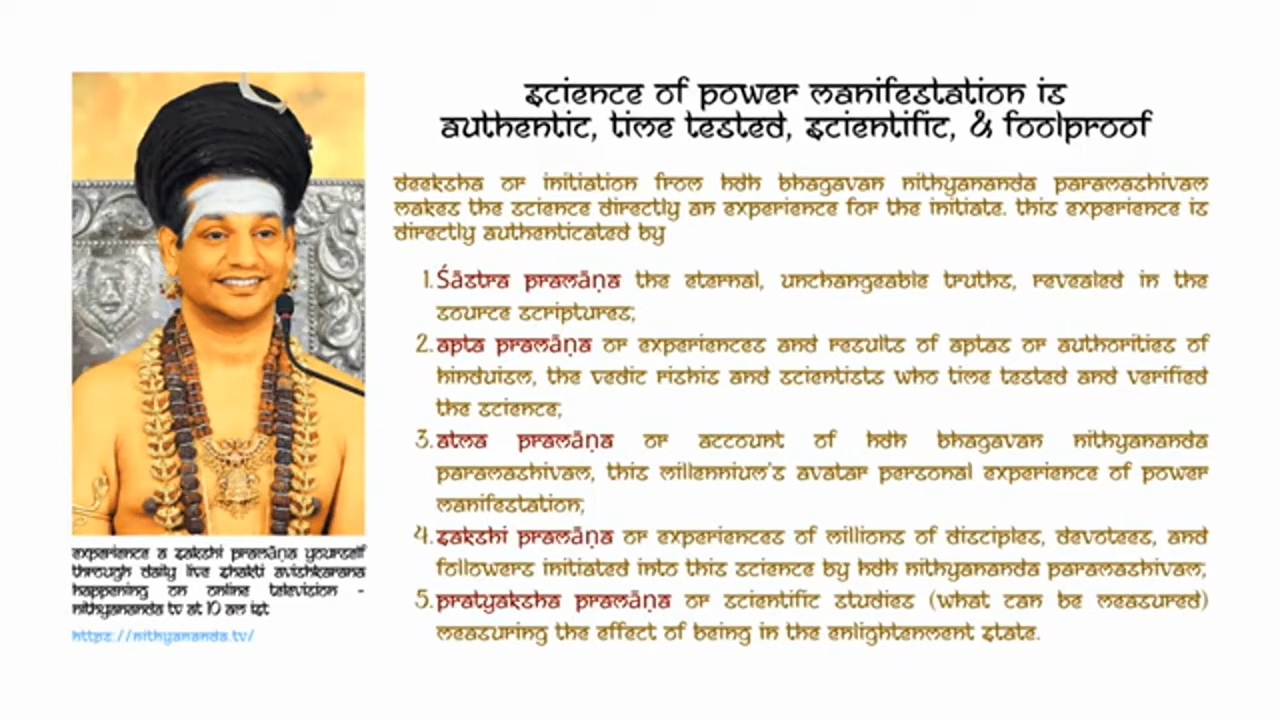 science of power manifestation is
authentic, time tested, scientific, & foolproof
deeksha or initiation from hdh bhagavan nithyananda paramashivam
makes the science directly an experience for the initiate. this experience is
directly authenticated by
1. Śāstra pramāṇa the eternal, unchangeable truths, revealed in the
source scriptures;
2. apta pramāṇa or experiences and results of aptas or authorities of
hinduism, the vedic rishis and scientists who time tested and verified
the science;
3. atma pramāṇa or account of hdh bhagavan nithyananda
paramashivam, this millennium's avatar personal experience of power
manifestation;
4. sakshi pramāṇa or experiences of millions of disciples, devotees, and
followers initiated into this science by hdh nithyananda paramashivam;
5. pratyaksha pramāṇa or scientific studies (what can be measured)
measuring the effect of being in the enlightenment state.
experience a sakshi pramāṇa yourself
through daily live shakti avishkarana
happening on online television -
nithyananda tv at 10 am ist
https://nithyananda.tv/